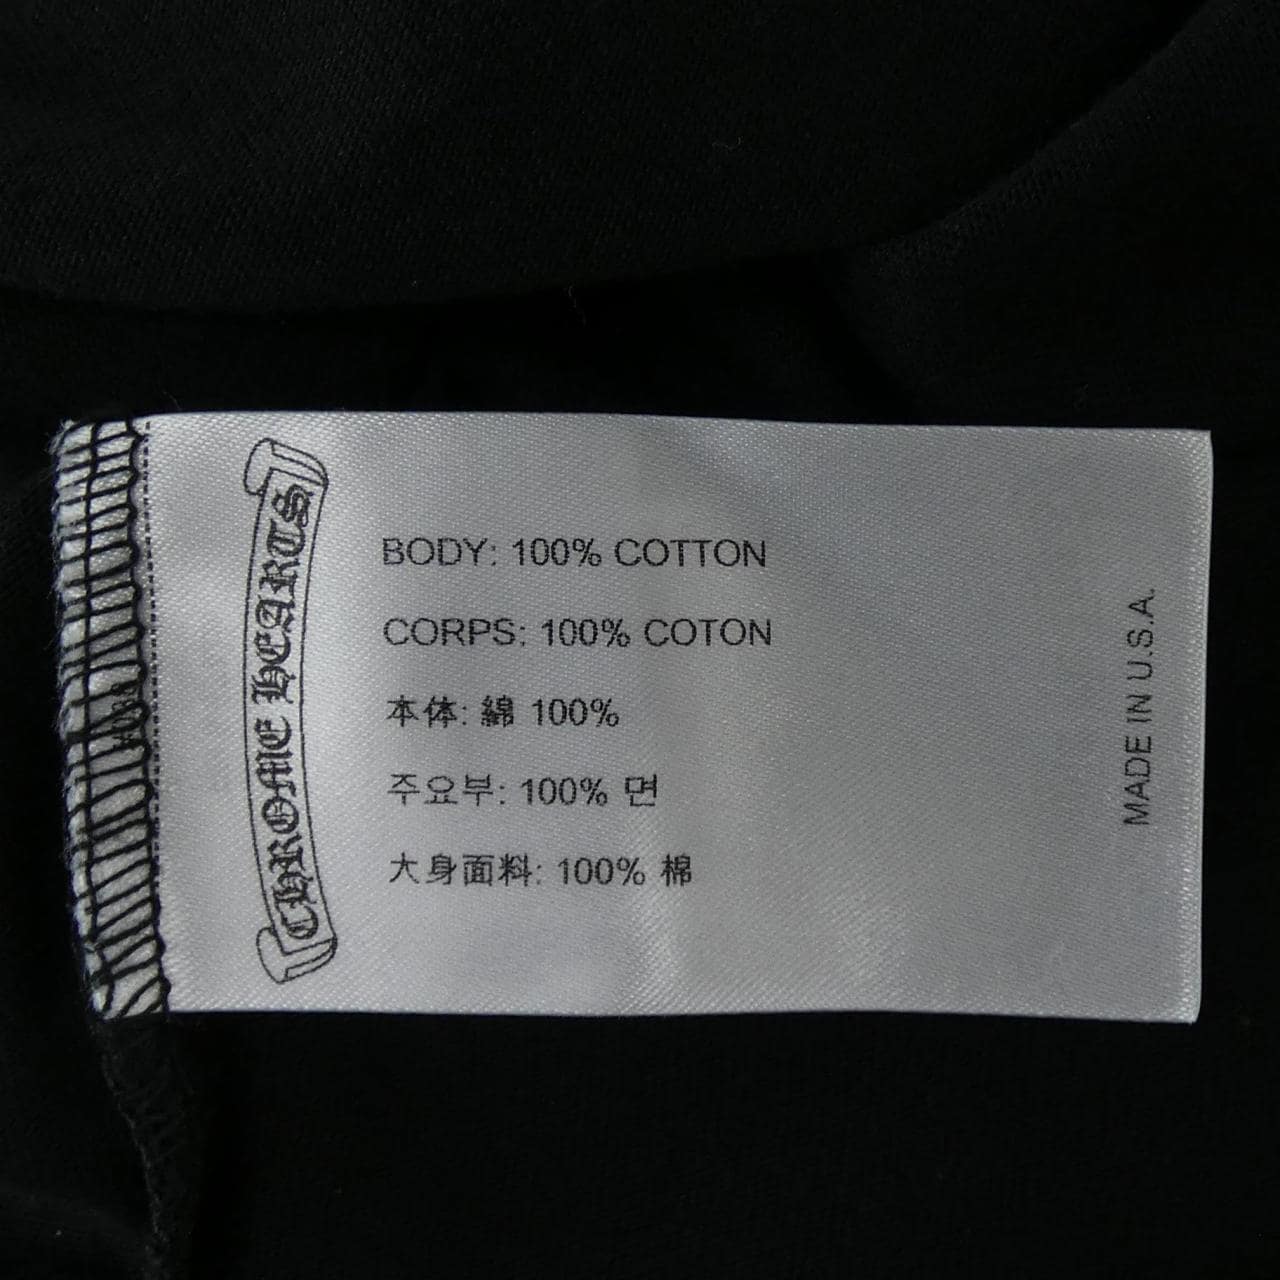 CHROME HEARTS
BODY: 100% COTTON
CORPS: 100% COTON
本体: 綿 100%
주요부: 100% 면
大身面料: 100% 棉
MADE IN U.S.A.